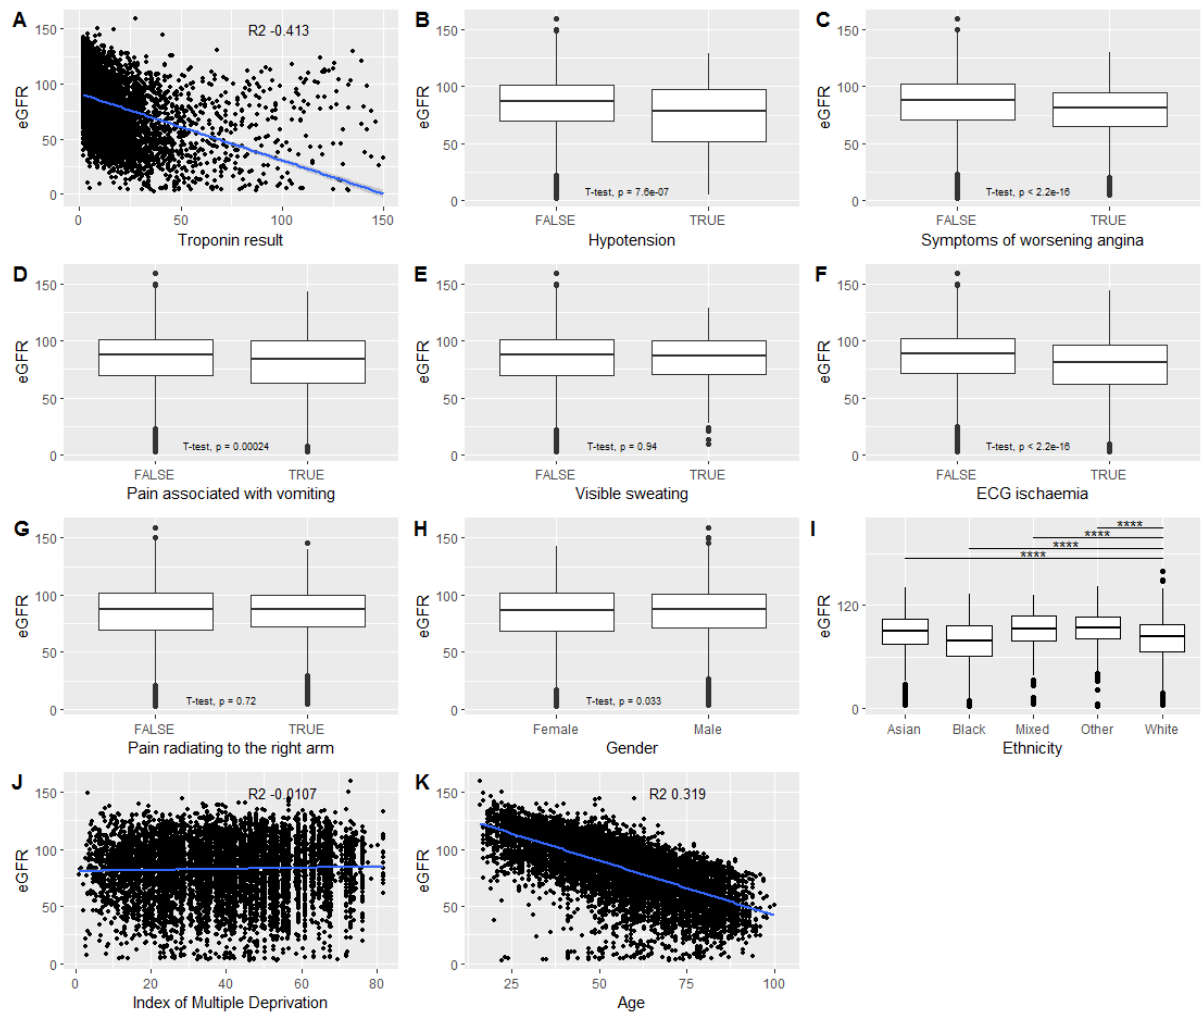 A
R2 -0.413
eGFR
150
100
50
0
0 50 100 150
Troponin result
B
eGFR
150
100
50
0
T-test, p = 7.6e-07
FALSE TRUE
Hypotension
C
eGFR
150
100
50
0
T-test, p < 2.2e-16
FALSE TRUE
Symptoms of worsening angina
D
eGFR
150
100
50
0
T-test, p = 0.00024
FALSE TRUE
Pain associated with vomiting
E
eGFR
150
100
50
0
T-test, p = 0.94
FALSE TRUE
Visible sweating
F
eGFR
150
100
50
0
T-test, p < 2.2e-16
FALSE TRUE
ECG ischaemia
G
eGFR
150
100
50
0
T-test, p = 0.72
FALSE TRUE
Pain radiating to the right arm
H
eGFR
150
100
50
0
T-test, p = 0.033
Female Male
Gender
I
****
****
****
****
eGFR
120
0
Asian Black Mixed Other White
Ethnicity
J
R2 -0.0107
eGFR
150
100
50
0
0 20 40 60 80
Index of Multiple Deprivation
K
R2 0.319
eGFR
150
100
50
0
25 50 75 100
Age